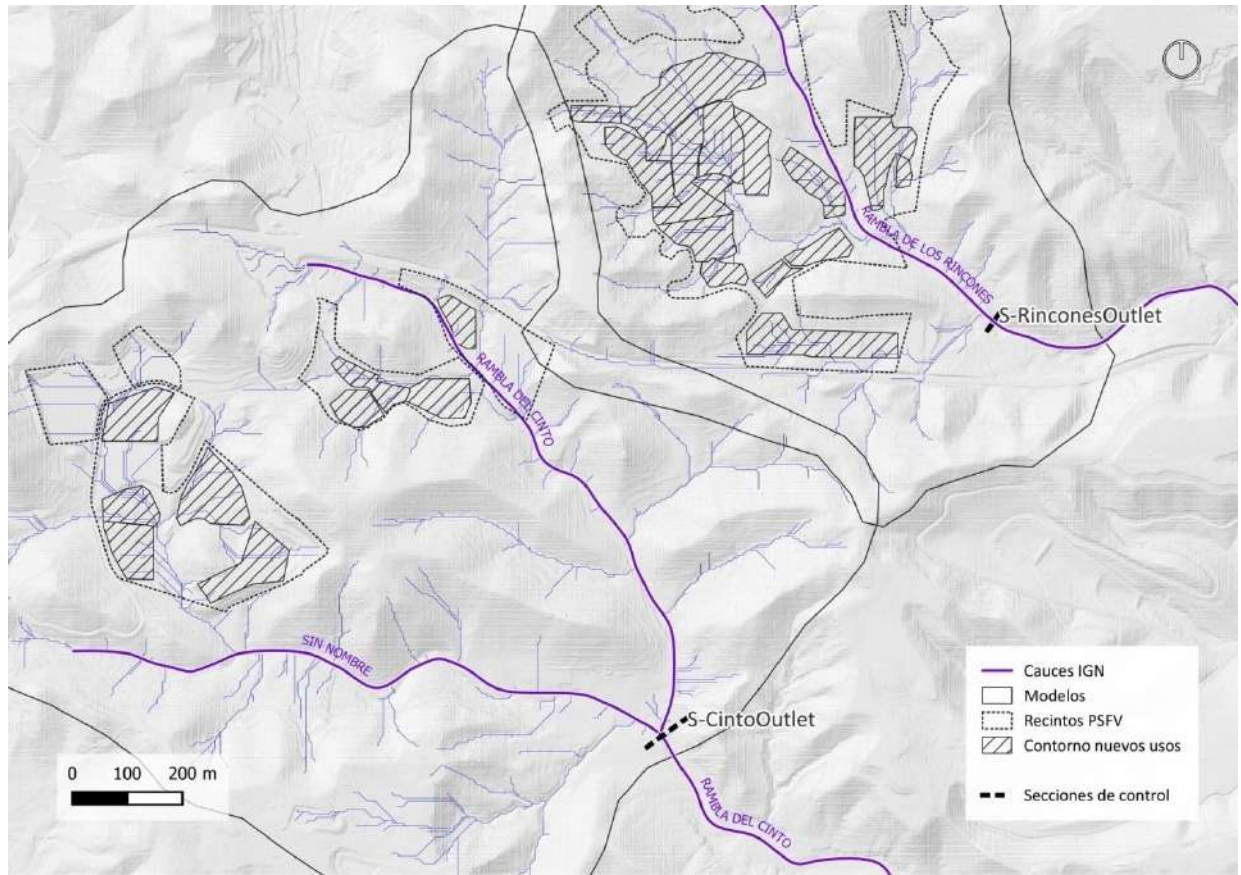 RAMBLA DE LOS RINCONES
S-RinconesOutlet
RAMBLA DEL CINTO
SIN NOMBRE
S-CintoOutlet
RAMBLA DEL CINTO
Cauces IGN
Modelos
Recintos PSFV
Contorno nuevos usos
Secciones de control
0 100 200 m